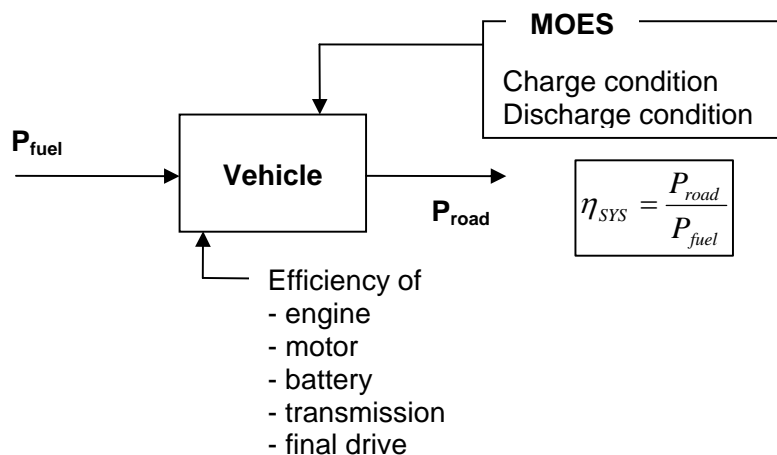 MOES
Charge condition
Discharge condition
P_fuel
Vehicle
P_road
η_SYS = P_road / P_fuel
Efficiency of
- engine
- motor
- battery
- transmission
- final drive